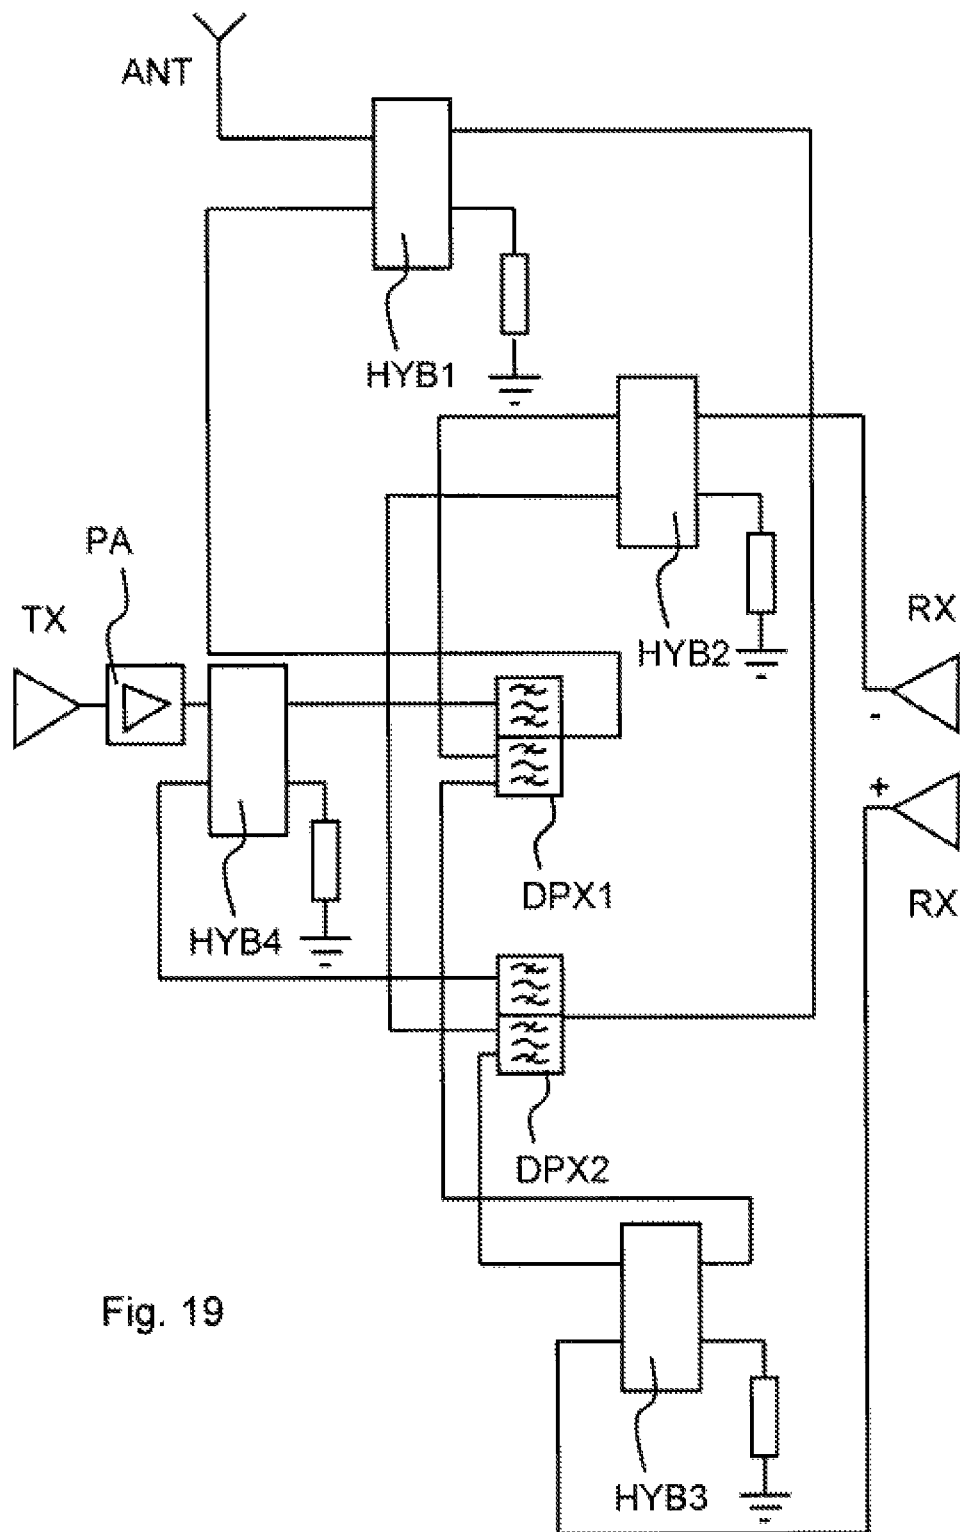 ANT
HYB1
PA
TX
HYB2
RX
-
+
DPX1
RX
HYB4
DPX2
Fig. 19
HYB3